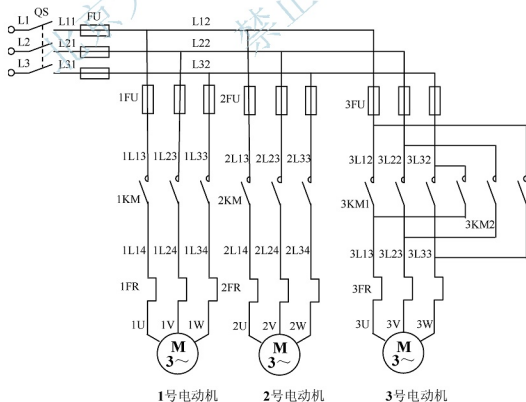 QS
FU
L1 L11 L12
L2 L21 L22
L3 L31 L32
1FU 2FU 3FU
1L13 1L23 1L33 2L13 2L23 2L33 3L12 3L22 3L32
1KM 2KM 3KM1 3KM2
1L14 1L24 1L34 2L14 2L24 2L34 3L13 3L23 3L33
1FR 2FR 3FR
1U 1V 1W 2U 2V 2W 3U 3V 3W
M M M
3～ 3～ 3～
1号电动机 2号电动机 3号电动机
禁止